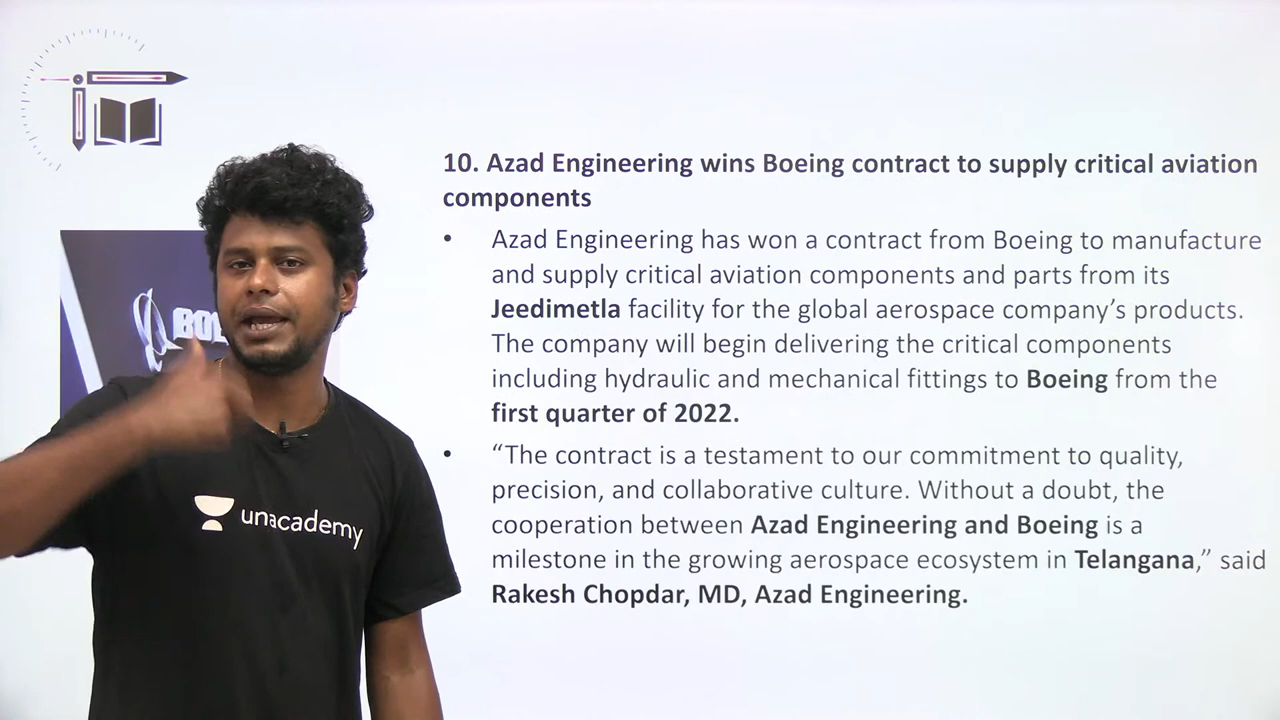 10. Azad Engineering wins Boeing contract to supply critical aviation
components
• Azad Engineering has won a contract from Boeing to manufacture
and supply critical aviation components and parts from its
Jeedimetla facility for the global aerospace company’s products.
The company will begin delivering the critical components
including hydraulic and mechanical fittings to Boeing from the
first quarter of 2022.
• “The contract is a testament to our commitment to quality,
precision, and collaborative culture. Without a doubt, the
cooperation between Azad Engineering and Boeing is a
milestone in the growing aerospace ecosystem in Telangana,” said
Rakesh Chopdar, MD, Azad Engineering.
unacademy